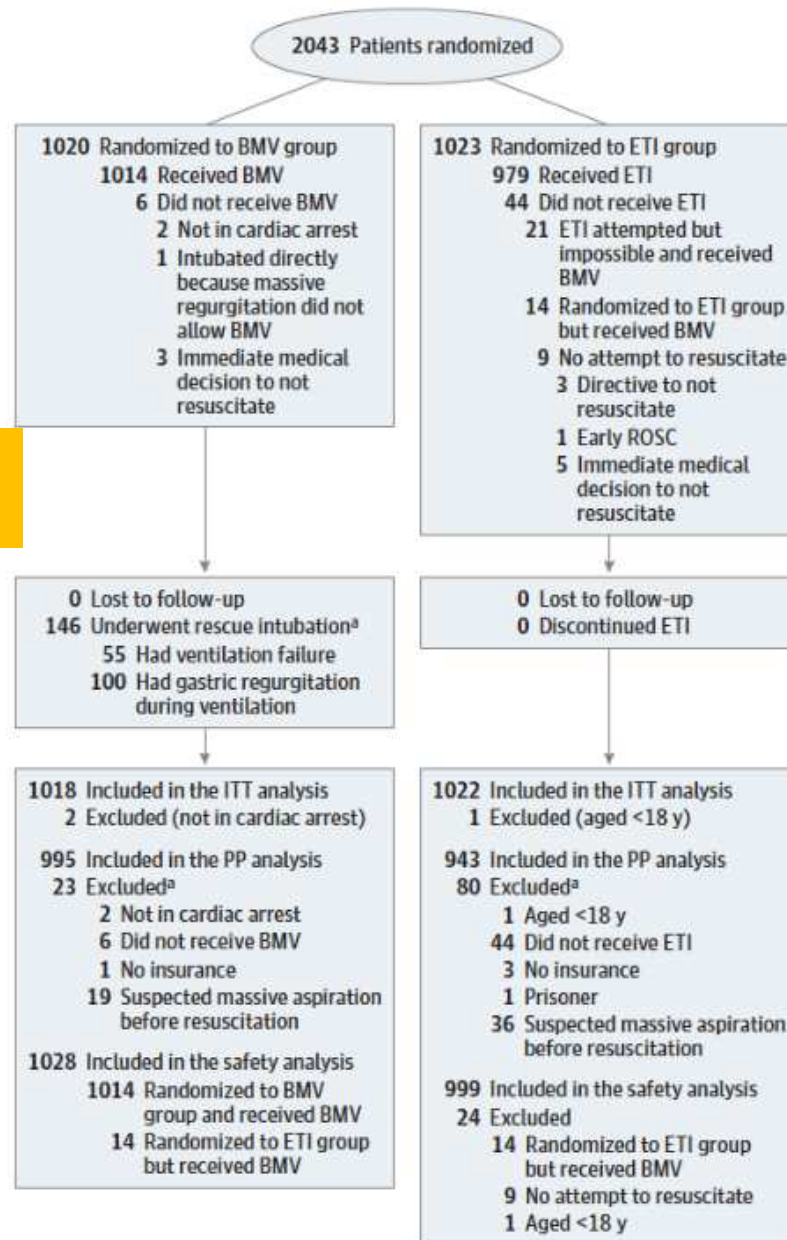 2043 Patients randomized
1020 Randomized to BMV group
1014 Received BMV
6 Did not receive BMV
2 Not in cardiac arrest
1 Intubated directly
because massive
regurgitation did not
allow BMV
3 Immediate medical
decision to not
resuscitate
1023 Randomized to ETI group
979 Received ETI
44 Did not receive ETI
21 ETI attempted but
impossible and received
BMV
14 Randomized to ETI group
but received BMV
9 No attempt to resuscitate
3 Directive to not
resuscitate
1 Early ROSC
5 Immediate medical
decision to not
resuscitate
0 Lost to follow-up
146 Underwent rescue intubationª
55 Had ventilation failure
100 Had gastric regurgitation
during ventilation
0 Lost to follow-up
0 Discontinued ETI
1018 Included in the ITT analysis
2 Excluded (not in cardiac arrest)
995 Included in the PP analysis
23 Excludedª
2 Not in cardiac arrest
6 Did not receive BMV
1 No insurance
19 Suspected massive aspiration
before resuscitation
1028 Included in the safety analysis
1014 Randomized to BMV
group and received BMV
14 Randomized to ETI group
but received BMV
1022 Included in the ITT analysis
1 Excluded (aged <18 y)
943 Included in the PP analysis
80 Excludedª
1 Aged <18 y
44 Did not receive ETI
3 No insurance
1 Prisoner
36 Suspected massive aspiration
before resuscitation
999 Included in the safety analysis
24 Excluded
14 Randomized to ETI group
but received BMV
9 No attempt to resuscitate
1 Aged <18 y